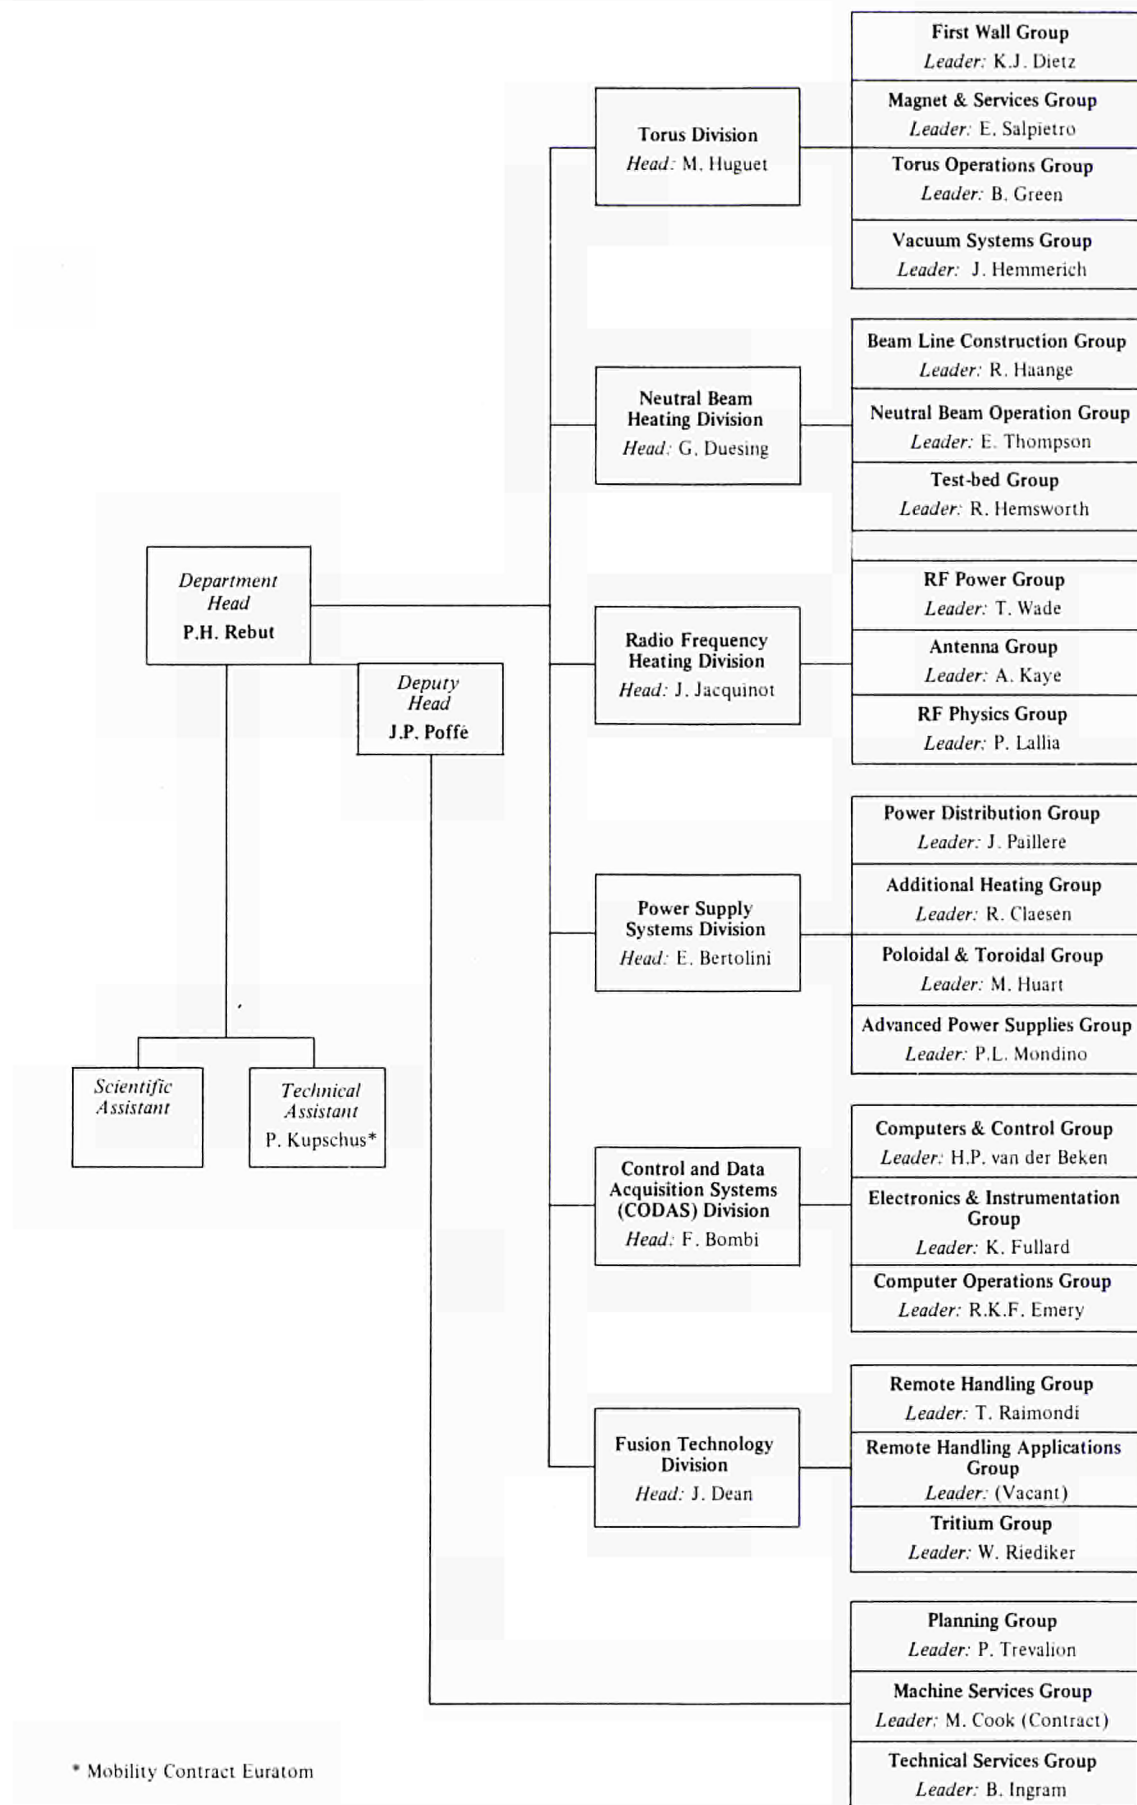 First Wall Group
Leader: K.J. Dietz
Magnet & Services Group
Leader: E. Salpietro
Torus Division
Head: M. Huguet
Torus Operations Group
Leader: B. Green
Vacuum Systems Group
Leader: J. Hemmerich
Beam Line Construction Group
Leader: R. Haange
Neutral Beam
Heating Division
Head: G. Duesing
Neutral Beam Operation Group
Leader: E. Thompson
Test-bed Group
Leader: R. Hemsworth
Department
Head
P.H. Rebut
RF Power Group
Leader: T. Wade
Radio Frequency
Heating Division
Head: J. Jacquinot
Antenna Group
Leader: A. Kaye
Deputy
Head
J.P. Poffé
RF Physics Group
Leader: P. Lallia
Power Distribution Group
Leader: J. Paillere
Additional Heating Group
Leader: R. Claesen
Power Supply
Systems Division
Head: E. Bertolini
Poloidal & Toroidal Group
Leader: M. Huart
Advanced Power Supplies Group
Leader: P.L. Mondino
Scientific
Assistant
Technical
Assistant
P. Kupschus*
Computers & Control Group
Leader: H.P. van der Beken
Control and Data
Acquisition Systems
(CODAS) Division
Head: F. Bombi
Electronics & Instrumentation
Group
Leader: K. Fullard
Computer Operations Group
Leader: R.K.F. Emery
Remote Handling Group
Leader: T. Raimondi
Fusion Technology
Division
Head: J. Dean
Remote Handling Applications
Group
Leader: (Vacant)
Tritium Group
Leader: W. Riediker
Planning Group
Leader: P. Trevalion
Machine Services Group
Leader: M. Cook (Contract)
Technical Services Group
Leader: B. Ingram
* Mobility Contract Euratom